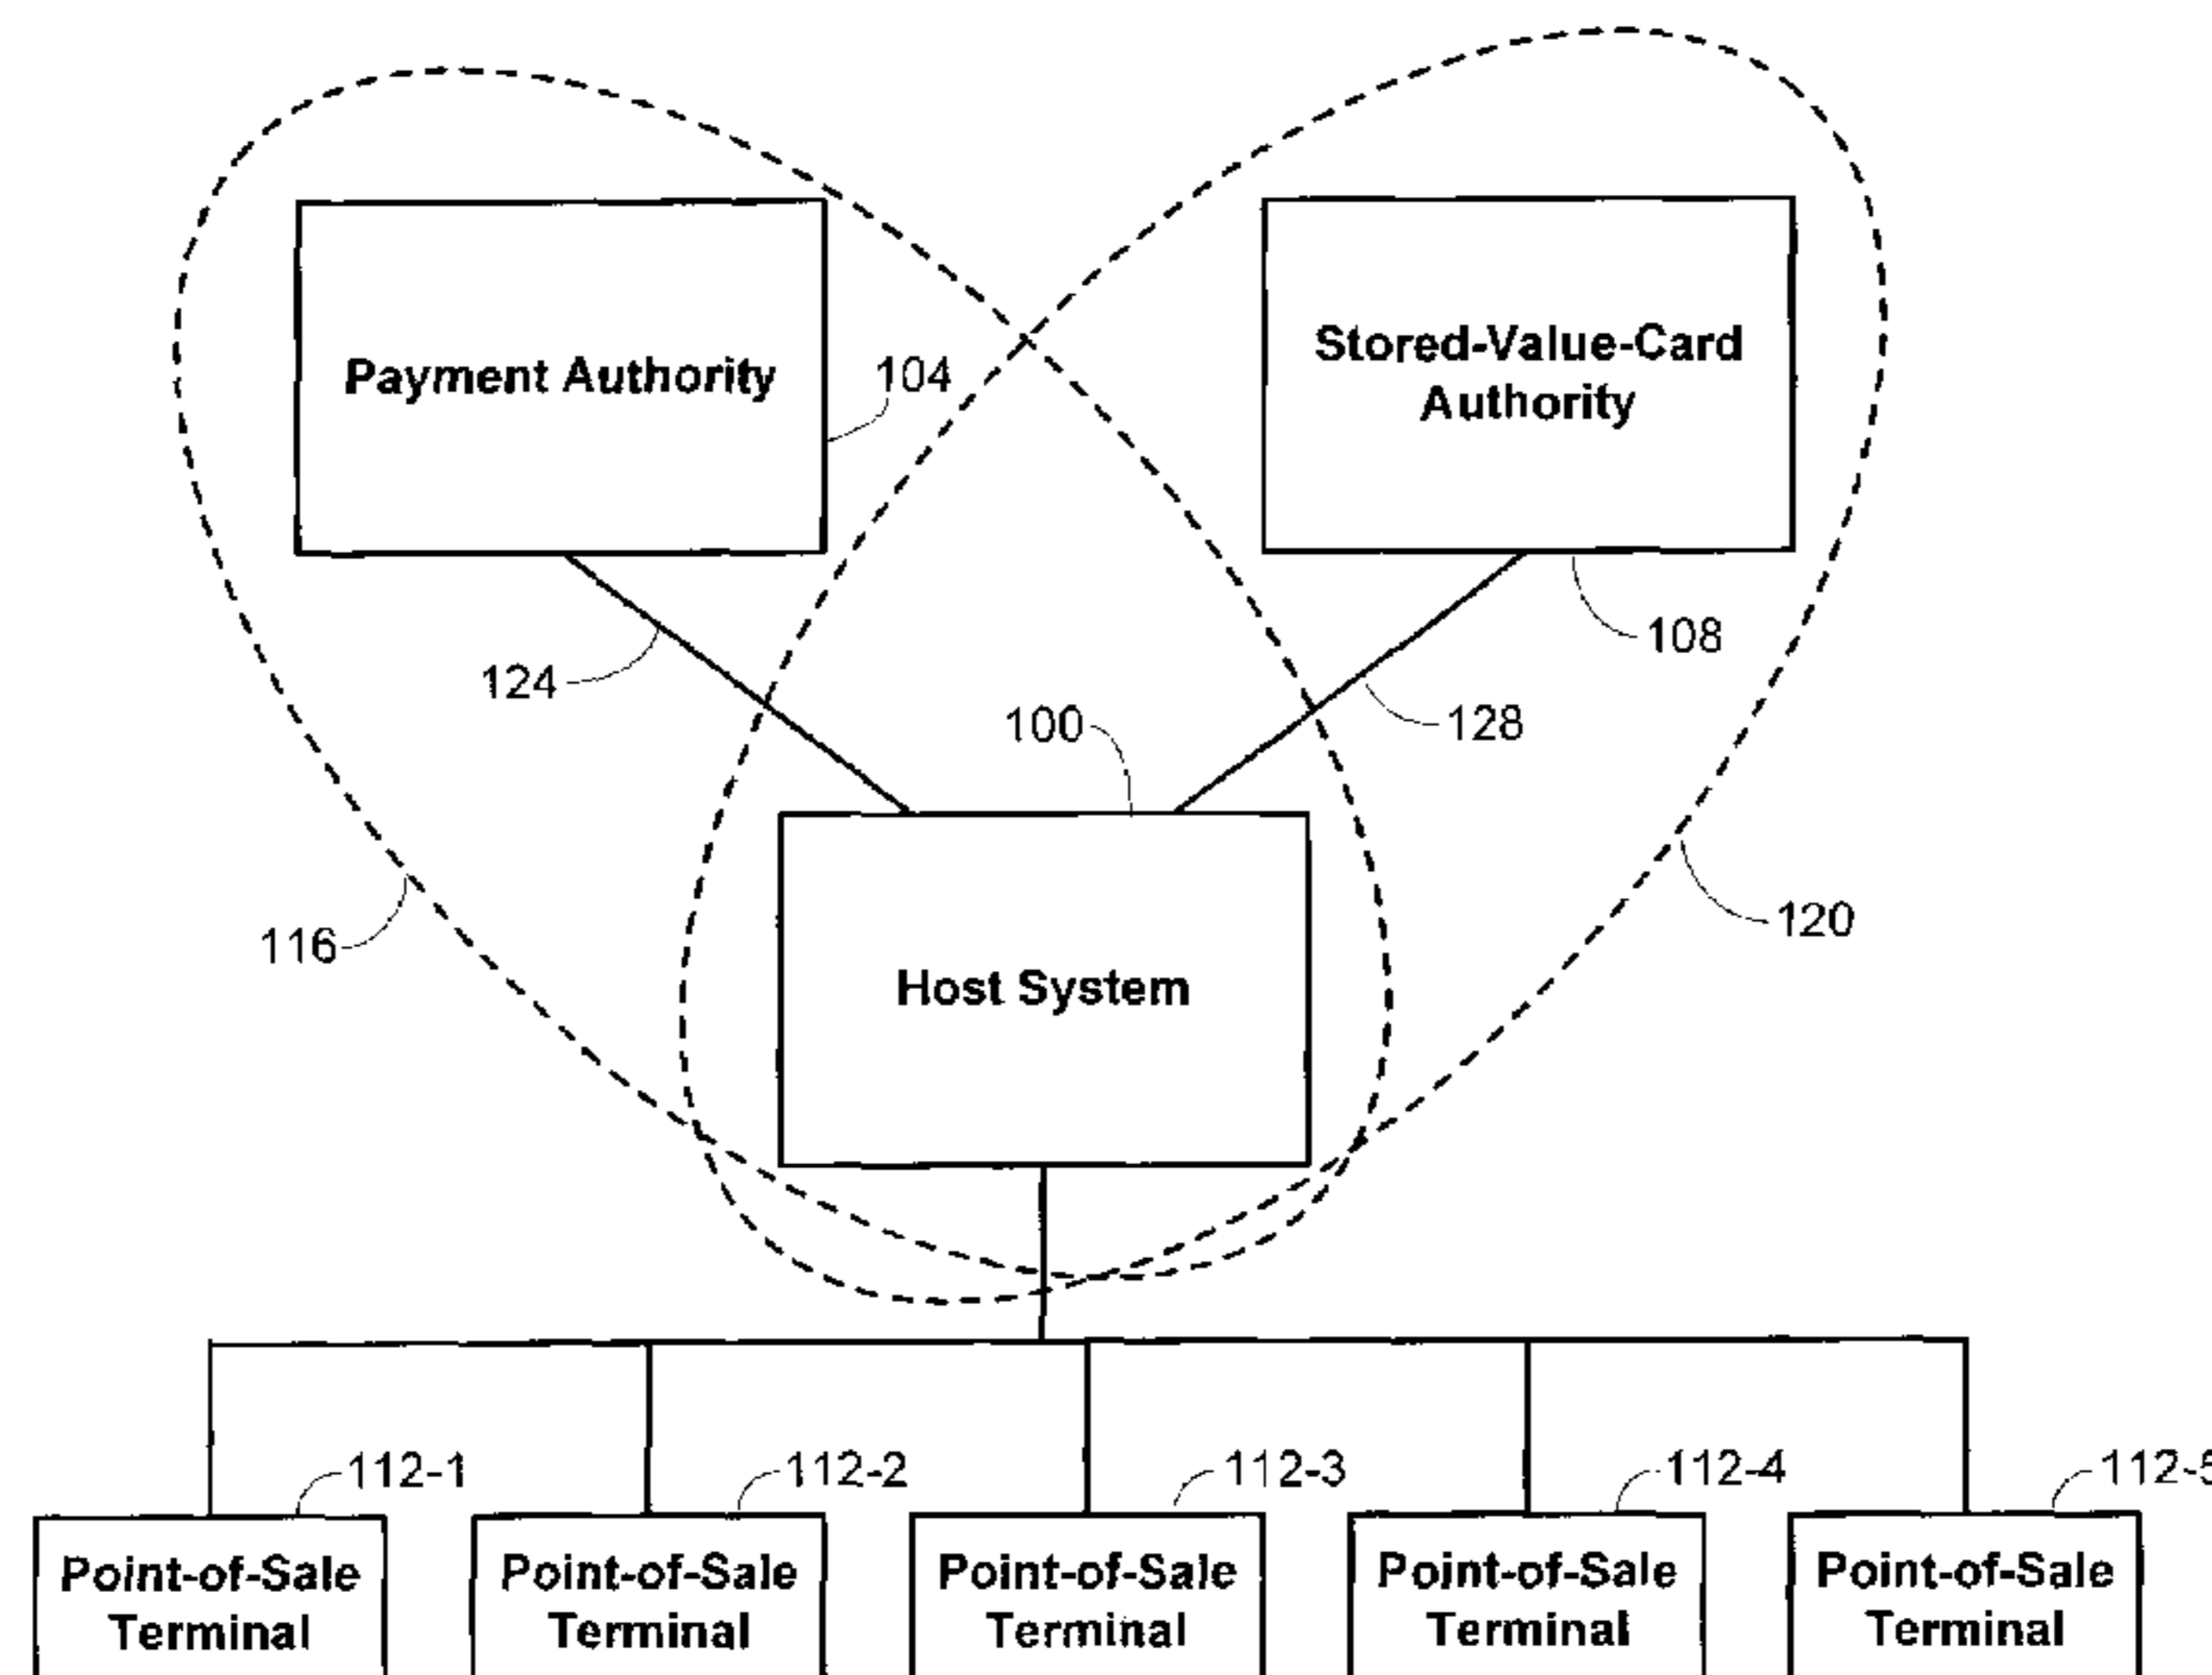 Payment Authority
104
Stored-Value-Card
Authority
124
108
100
128
116
120
Host System
112-1
112-2
112-3
112-4
112-5
Point-of-Sale
Terminal
Point-of-Sale
Terminal
Point-of-Sale
Terminal
Point-of-Sale
Terminal
Point-of-Sale
Terminal